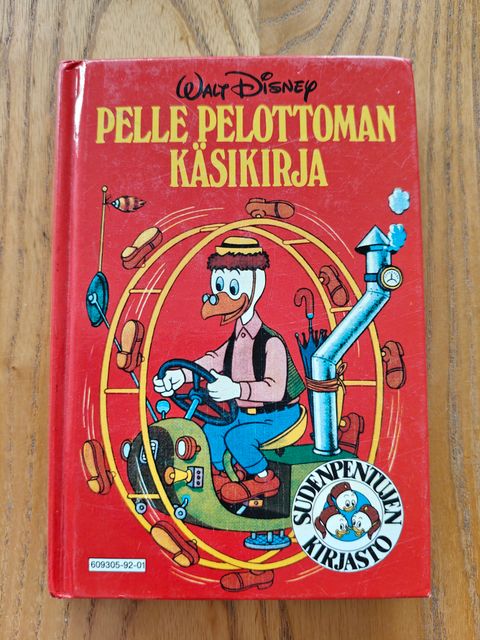 WALT DISNEY
PELLE PELOTTOMAN
KÄSIKIRJA
SUDENPENTUJEN
KIRJASTO
609305-92-01